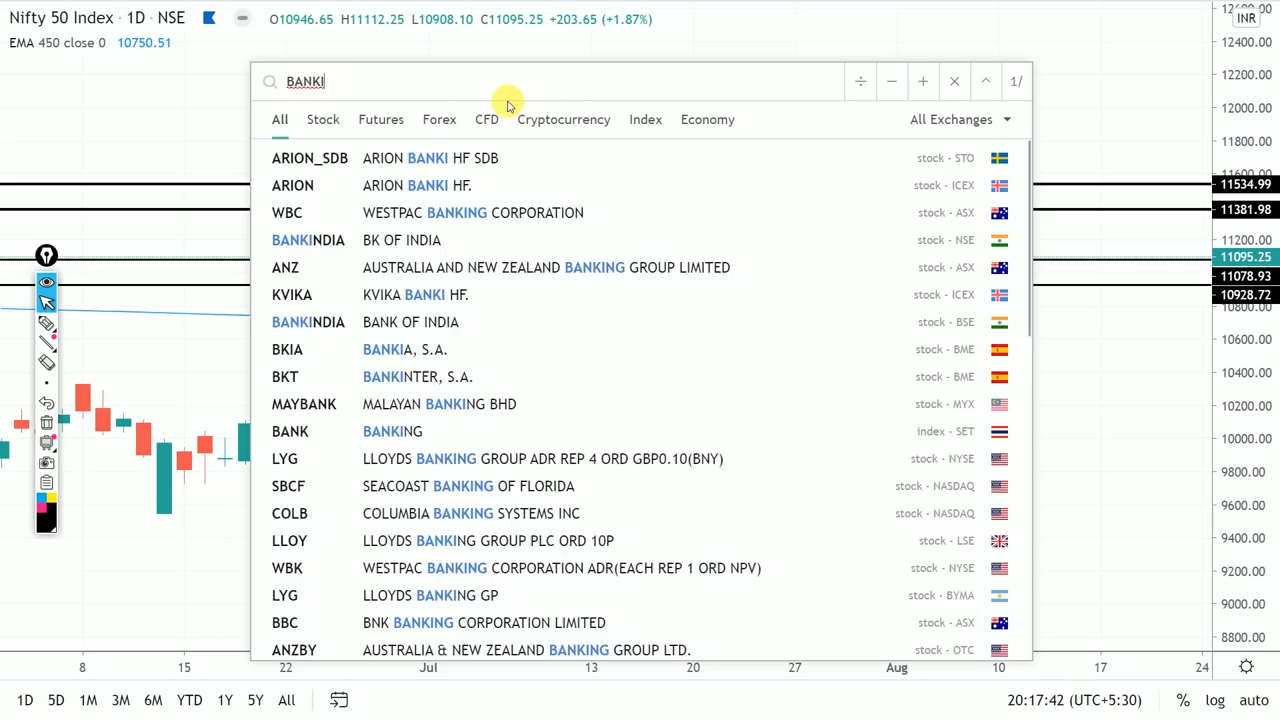 Nifty 50 Index · 1D · NSE O10946.65 H11112.25 L10908.10 C11095.25 +203.65 (+1.87%)
EMA 450 close 0 10750.51
BANKI ÷ − + × ^ 1/
All Stock Futures Forex CFD Cryptocurrency Index Economy All Exchanges
ARION_SDB ARION BANKI HF SDB stock - STO
ARION ARION BANKI HF. stock - ICEX
WBC WESTPAC BANKING CORPORATION stock - ASX
BANKINDIA BK OF INDIA stock - NSE
ANZ AUSTRALIA AND NEW ZEALAND BANKING GROUP LIMITED stock - ASX
KVIKA KVIKA BANKI HF. stock - ICEX
BANKINDIA BANK OF INDIA stock - BSE
BKIA BANKIA, S.A. stock - BME
BKT BANKINTER, S.A. stock - BME
MAYBANK MALAYAN BANKING BHD stock - MYX
BANK BANKING index - SET
LYG LLOYDS BANKING GROUP ADR REP 4 ORD GBP0.10(BNY) stock - NYSE
SBCF SEACOAST BANKING OF FLORIDA stock - NASDAQ
COLB COLUMBIA BANKING SYSTEMS INC stock - NASDAQ
LLOY LLOYDS BANKING GROUP PLC ORD 10P stock - LSE
WBK WESTPAC BANKING CORPORATION ADR(EACH REP 1 ORD NPV) stock - NYSE
LYG LLOYDS BANKING GP stock - BYMA
BBC BNK BANKING CORPORATION LIMITED stock - ASX
ANZBY AUSTRALIA & NEW ZEALAND BANKING GROUP LTD. stock - OTC
INR
12400.00
12200.00
12000.00
11800.00
11534.99
11381.98
11200.00
11095.25
11078.93
10928.72
10600.00
10400.00
10200.00
10000.00
9800.00
9600.00
9400.00
9200.00
9000.00
8800.00
8 15 22 Jul 13 20 27 Aug 10 17 24
1D 5D 1M 3M 6M YTD 1Y 5Y All 20:17:42 (UTC+5:30) % log auto